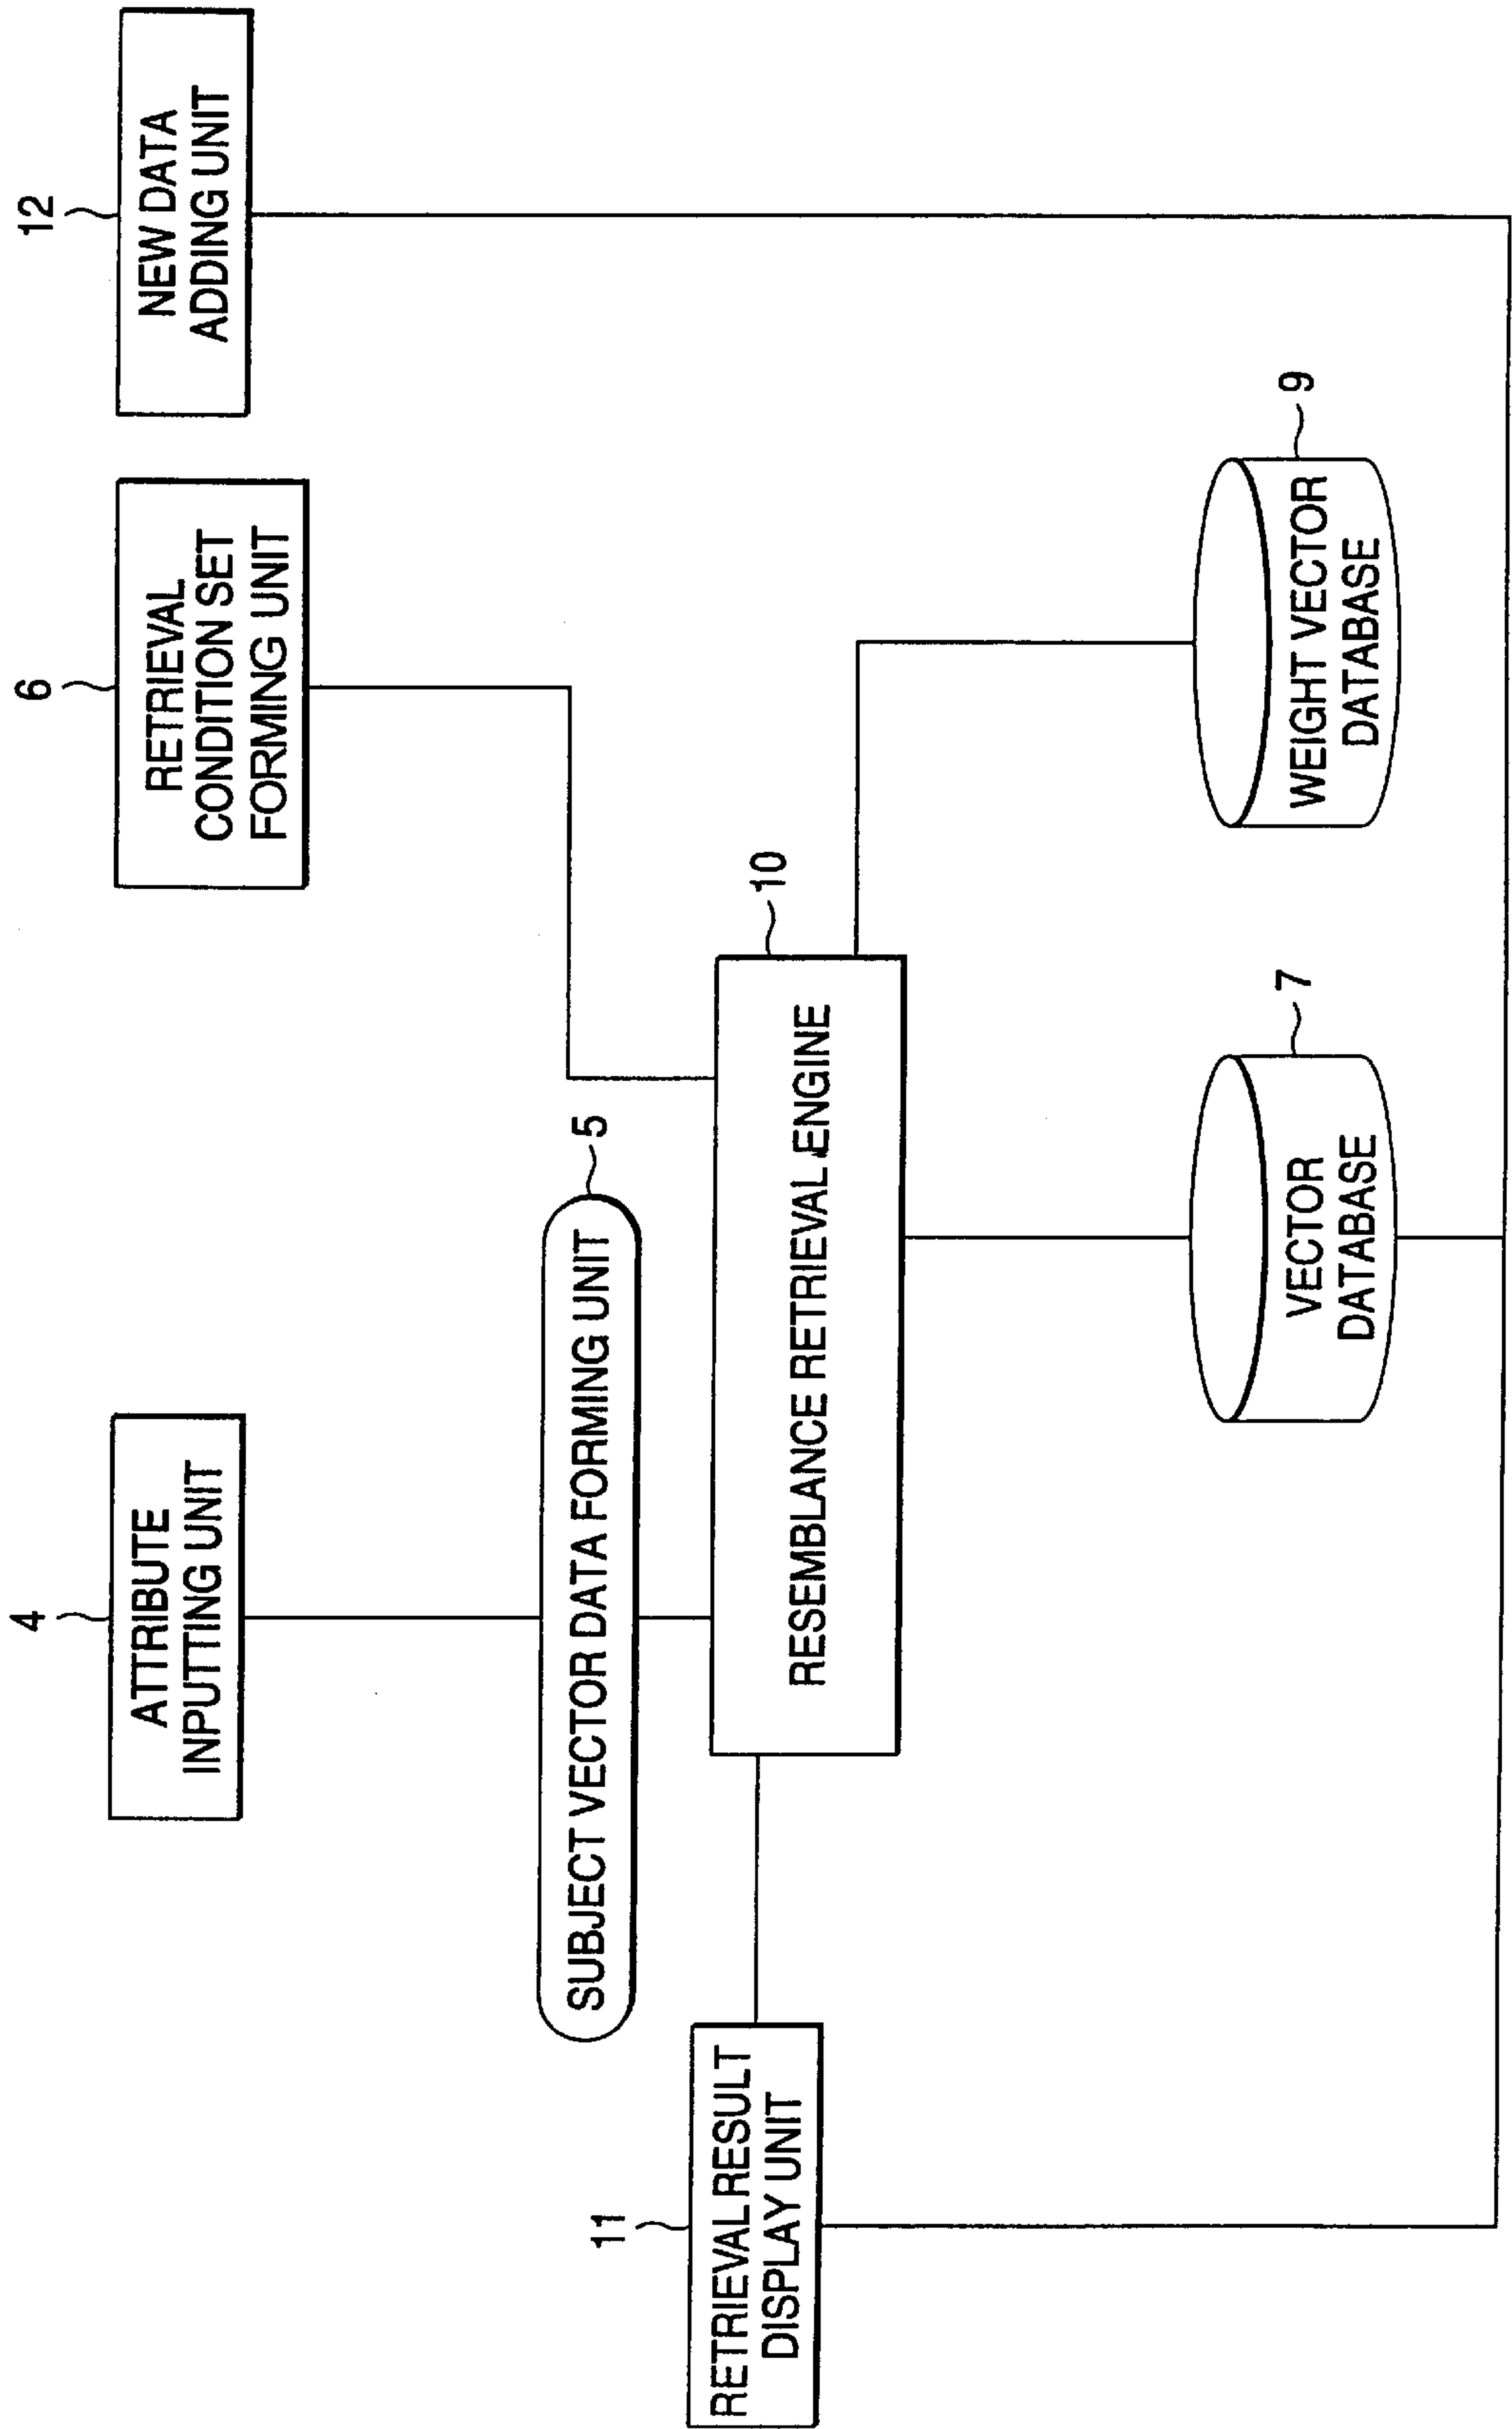 4
ATTRIBUTE
INPUTTING UNIT
6
RETRIEVAL
CONDITION SET
FORMING UNIT
12
NEW DATA
ADDING UNIT
5
SUBJECT VECTOR DATA FORMING UNIT
11
RETRIEVAL RESULT
DISPLAY UNIT
10
RESEMBLANCE RETRIEVAL ENGINE
7
VECTOR
DATABASE
9
WEIGHT VECTOR
DATABASE